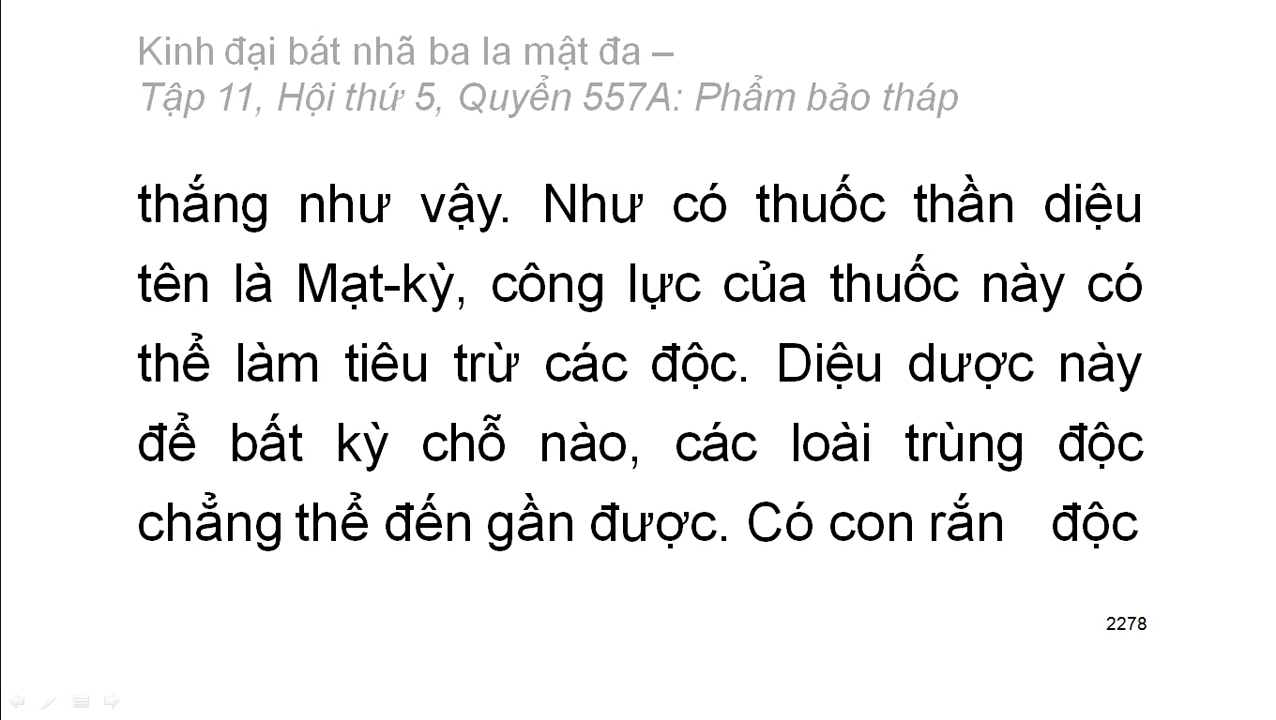 Kinh đại bát nhã ba la mật đa –
Tập 11, Hội thứ 5, Quyển 557A: Phẩm bảo tháp
thắng như vậy. Như có thuốc thần diệu
tên là Mạt-kỳ, công lực của thuốc này có
thể làm tiêu trừ các độc. Diệu dược này
để bất kỳ chỗ nào, các loài trùng độc
chẳng thể đến gần được. Có con rắn độc
2278